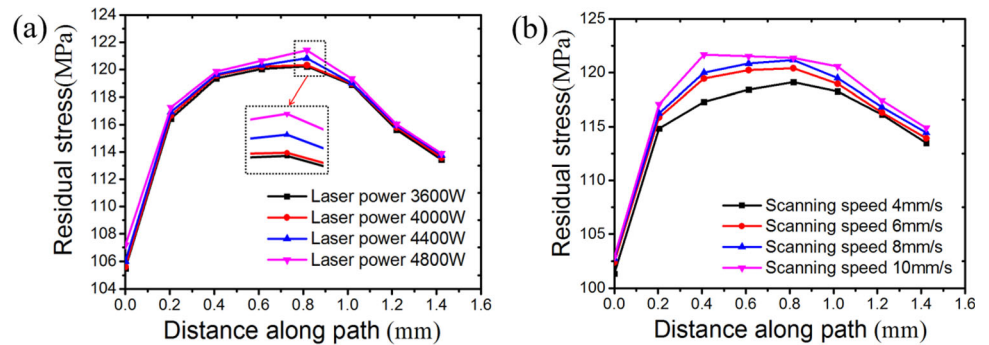 (a)
Residual stress(MPa)
124
122
120
118
116
114
112
110
108
106
104
Laser power 3600W
Laser power 4000W
Laser power 4400W
Laser power 4800W
0.0 0.2 0.4 0.6 0.8 1.0 1.2 1.4 1.6
Distance along path (mm)
(b)
Residual stress(MPa)
125
120
115
110
105
100
Scanning speed 4mm/s
Scanning speed 6mm/s
Scanning speed 8mm/s
Scanning speed 10mm/s
0.0 0.2 0.4 0.6 0.8 1.0 1.2 1.4 1.6
Distance along path (mm)